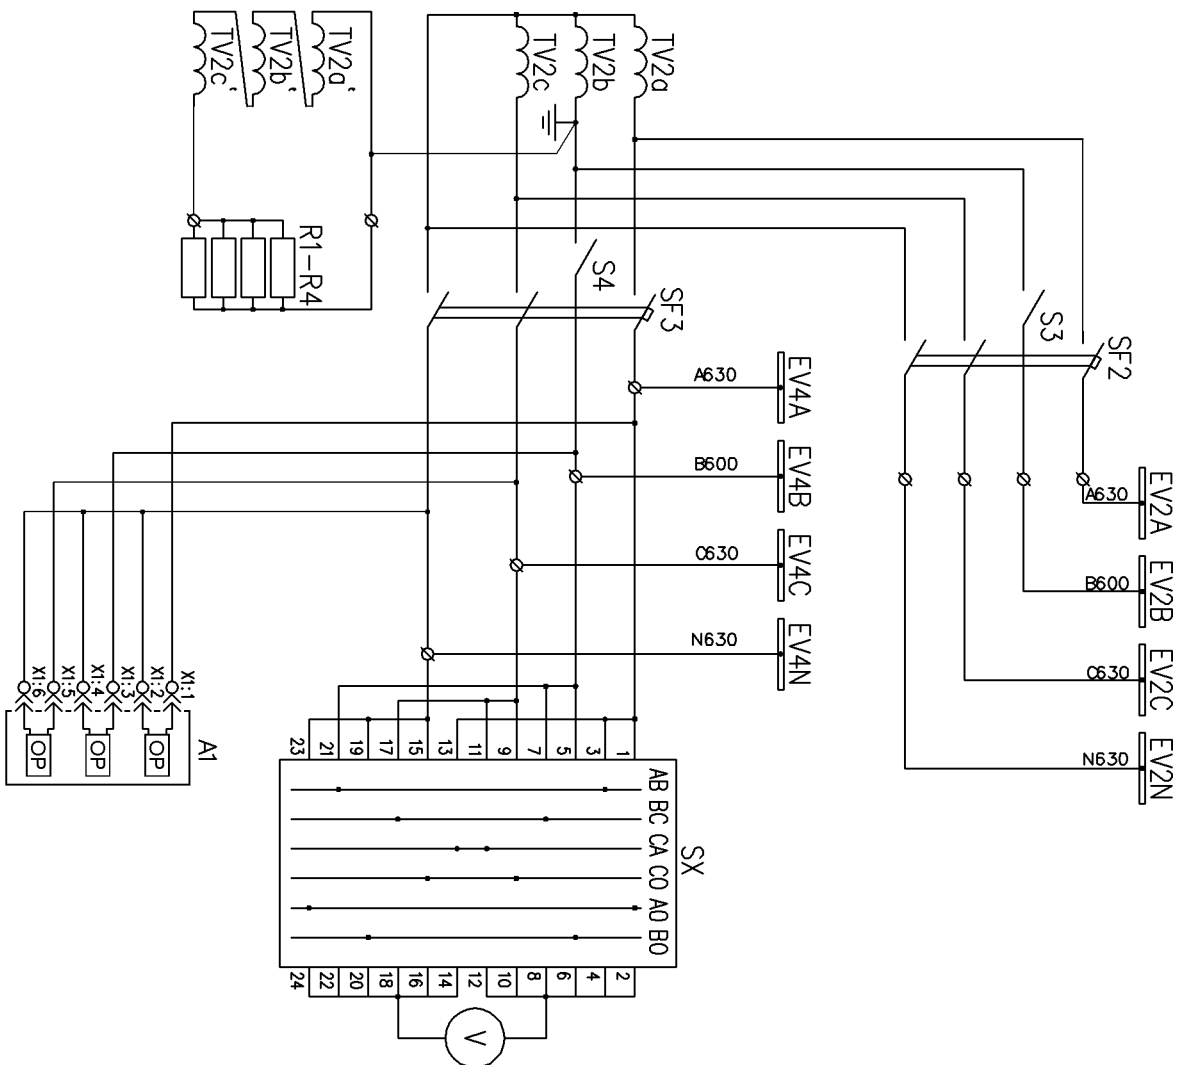 TV2c'
TV2b'
TV2a'
TV2c
TV2b
TV2a
R1-R4
S4
SF3
S3
SF2
A630
EV4A
B600
EV4B
C630
EV4C
N630
EV4N
A630
EV2A
B600
EV2B
C630
EV2C
N630
EV2N
X1:6
X1:5
X1:4
X1:3
X1:2
X1:1
OP
OP
OP
A1
23
21
19
17
15
13
11
9
7
5
3
1
AB
BC
CA
CO
AO
BO
SX
24
22
20
18
16
14
12
10
8
6
4
2
V